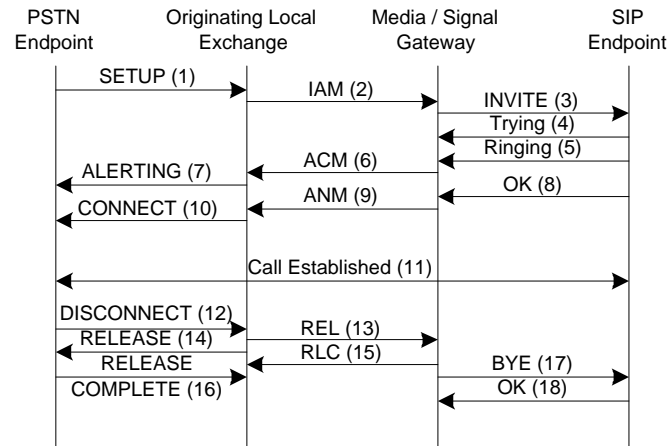 PSTN
Endpoint
Originating Local
Exchange
Media / Signal
Gateway
SIP
Endpoint
SETUP (1)
IAM (2)
INVITE (3)
Trying (4)
Ringing (5)
ACM (6)
ALERTING (7)
OK (8)
ANM (9)
CONNECT (10)
Call Established (11)
DISCONNECT (12)
REL (13)
RELEASE (14)
RLC (15)
RELEASE
COMPLETE (16)
BYE (17)
OK (18)